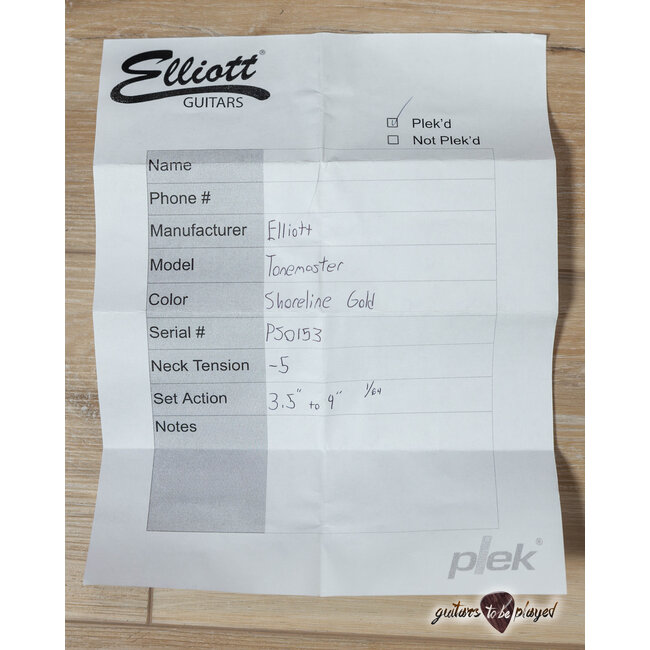 Elliott®
GUITARS
Plek'd
Not Plek'd
Name
Phone #
Manufacturer Elliott
Model Tonemaster
Color Shoreline Gold
Serial # PS0153
Neck Tension -5
Set Action 3.5" to 4" 1/64
Notes
plek®
guitars to be played